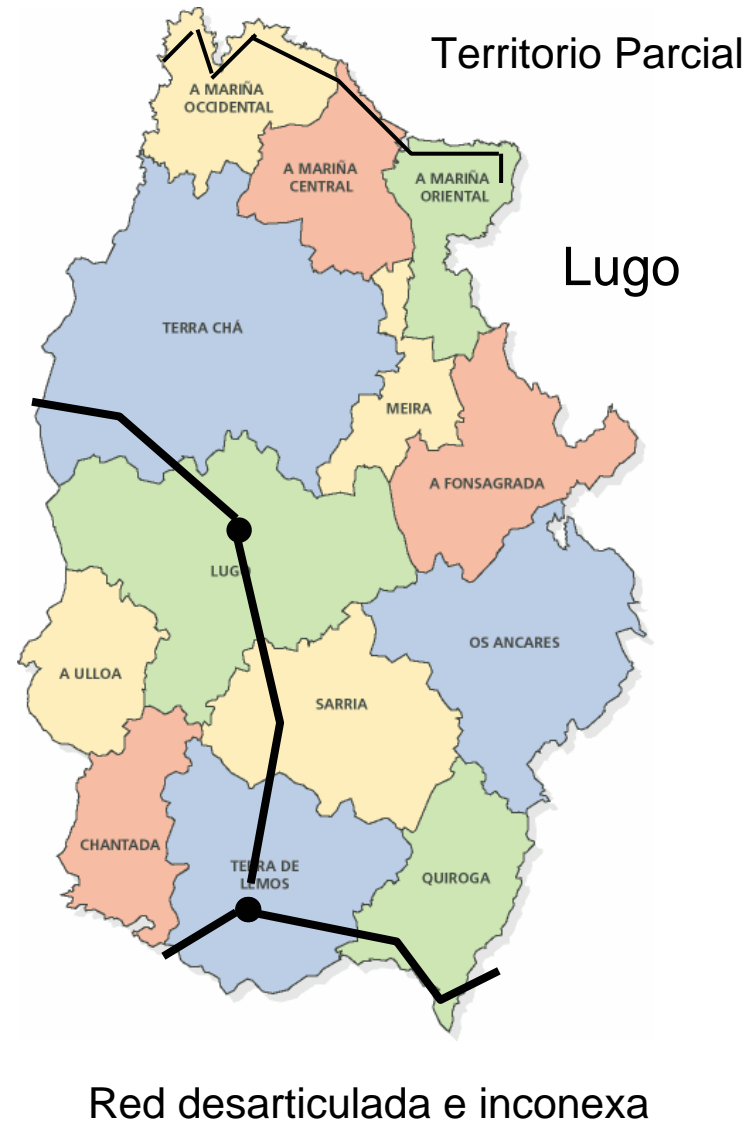 Territorio Parcial
A MARIÑA
OCCIDENTAL
A MARIÑA
CENTRAL
A MARIÑA
ORIENTAL
Lugo
TERRA CHÁ
MEIRA
A FONSAGRADA
LUGO
OS ANCARES
A ULLOA
SARRIA
CHANTADA
TERRA DE
LEMOS
QUIROGA
Red desarticulada e inconexa